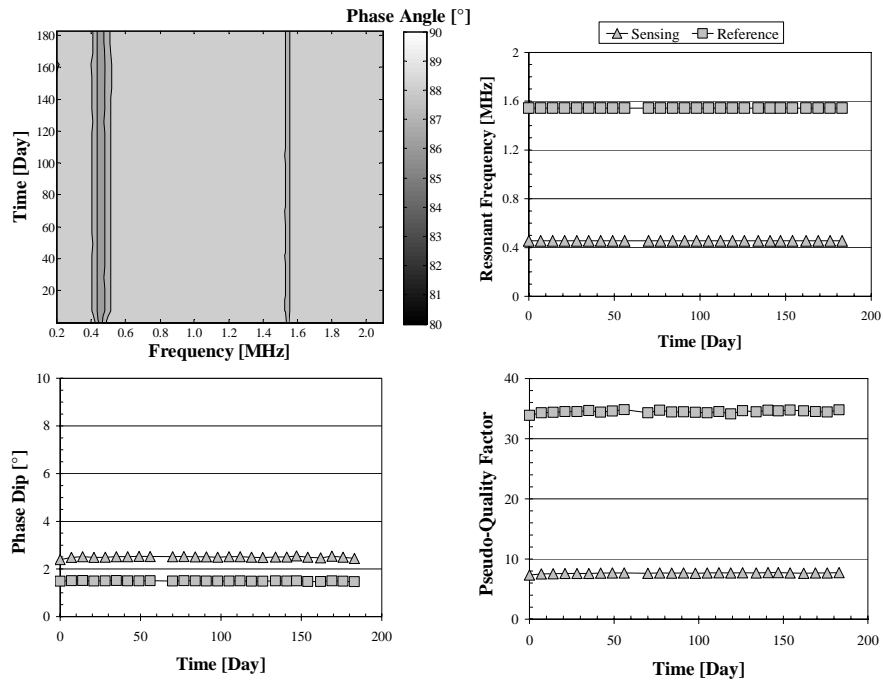 Phase Angle [°]
180
160
140
120
100
80
60
40
20
Time [Day]
0.2 0.4 0.6 0.8 1.0 1.2 1.4 1.6 1.8 2.0
Frequency [MHz]
90
89
88
87
86
85
84
83
82
81
80
Sensing Reference
2
1.6
1.2
0.8
0.4
0
Resonant Frequency [MHz]
0 50 100 150 200
Time [Day]
10
8
6
4
2
0
Phase Dip [°]
0 50 100 150 200
Time [Day]
40
30
20
10
0
Pseudo-Quality Factor
0 50 100 150 200
Time [Day]